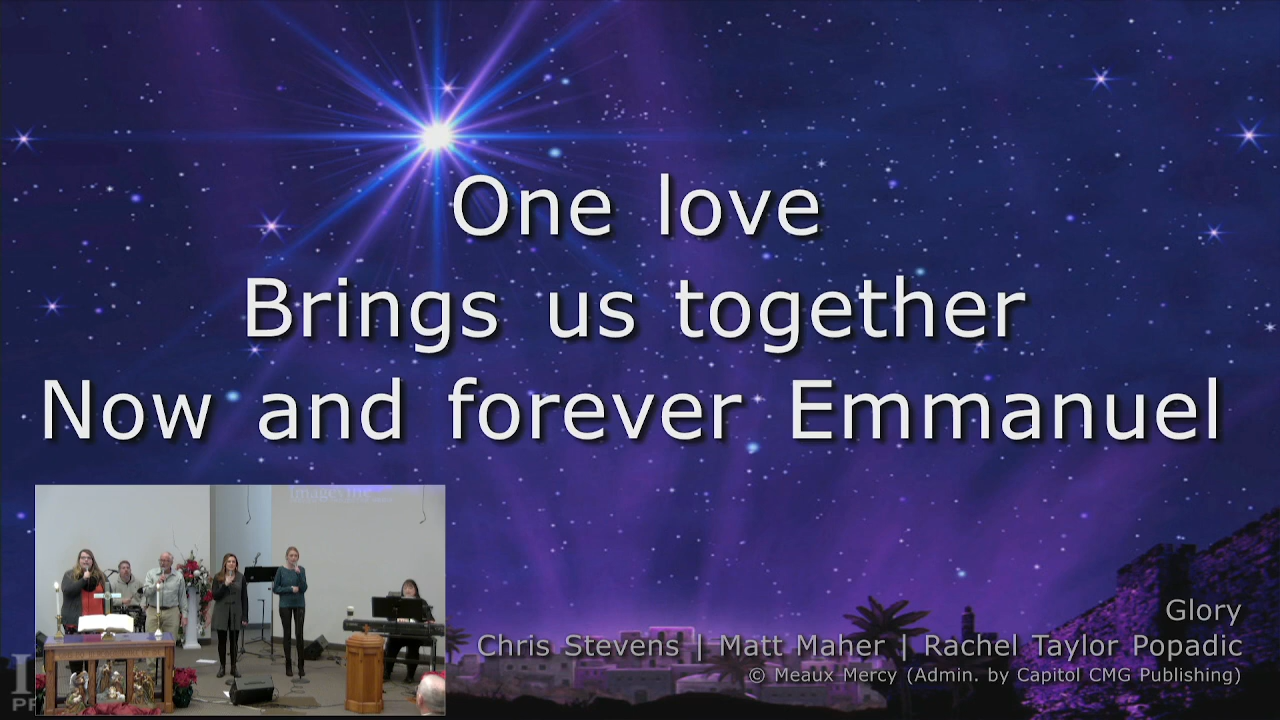 One love
Brings us together
Now and forever Emmanuel
Glory
Chris Stevens | Matt Maher | Rachel Taylor Popadic
© Meaux Mercy (Admin. by Capitol CMG Publishing)